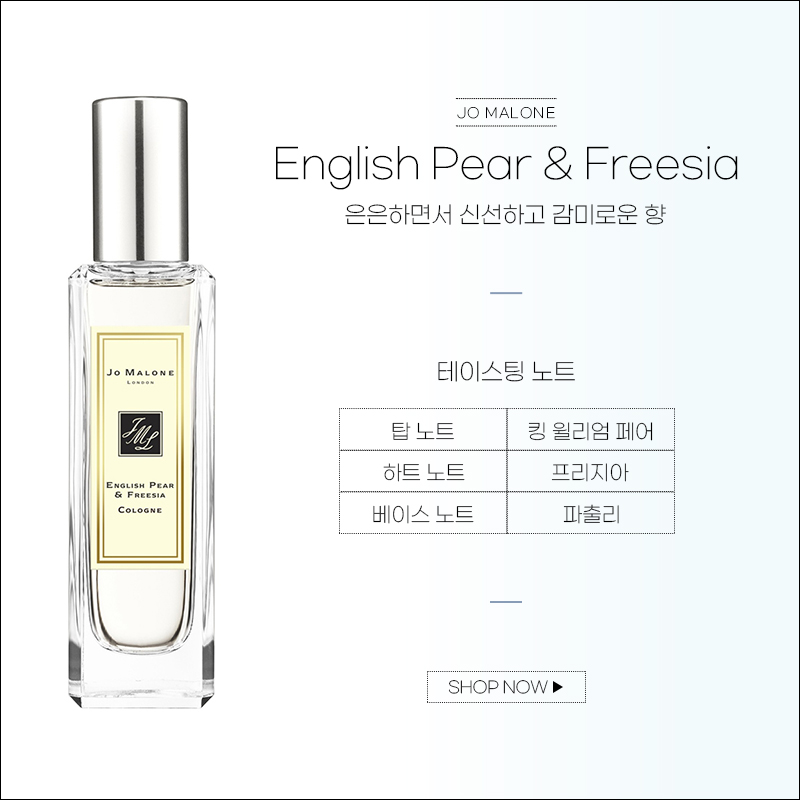 JO MALONE
English Pear & Freesia
은은하면서 신선하고 감미로운 향
테이스팅 노트
탑 노트 킹 윌리엄 페어
하트 노트 프리지아
베이스 노트 파출리
SHOP NOW ▶
JO MALONE
LONDON
JML
ENGLISH PEAR
& FREESIA
COLOGNE